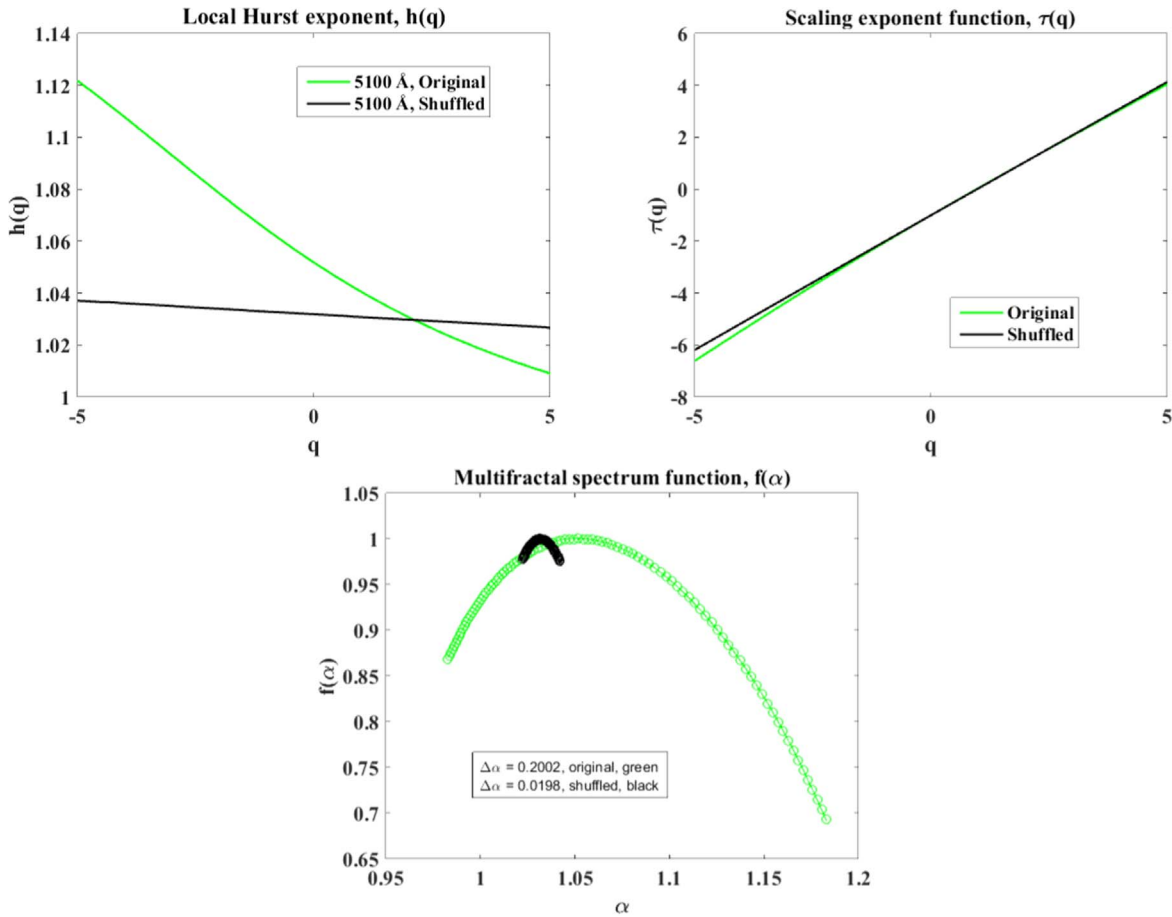 Local Hurst exponent, h(q)
1.14
1.12
1.1
1.08
1.06
1.04
1.02
1
h(q)
5100 Å, Original
5100 Å, Shuffled
-5
0
5
q
Scaling exponent function, τ(q)
6
4
2
0
-2
-4
-6
-8
τ(q)
Original
Shuffled
-5
0
5
q
Multifractal spectrum function, f(α)
1.05
1
0.95
0.9
0.85
0.8
0.75
0.7
0.65
f(α)
Δα = 0.2002, original, green
Δα = 0.0198, shuffled, black
0.95
1
1.05
1.1
1.15
1.2
α